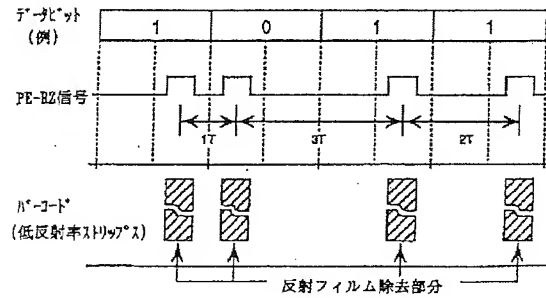 データビット
(例)
1 0 1 1
PE-RZ信号
1T 3T 2T
バーコード
(低反射率ストリップス)
反射フィルム除去部分